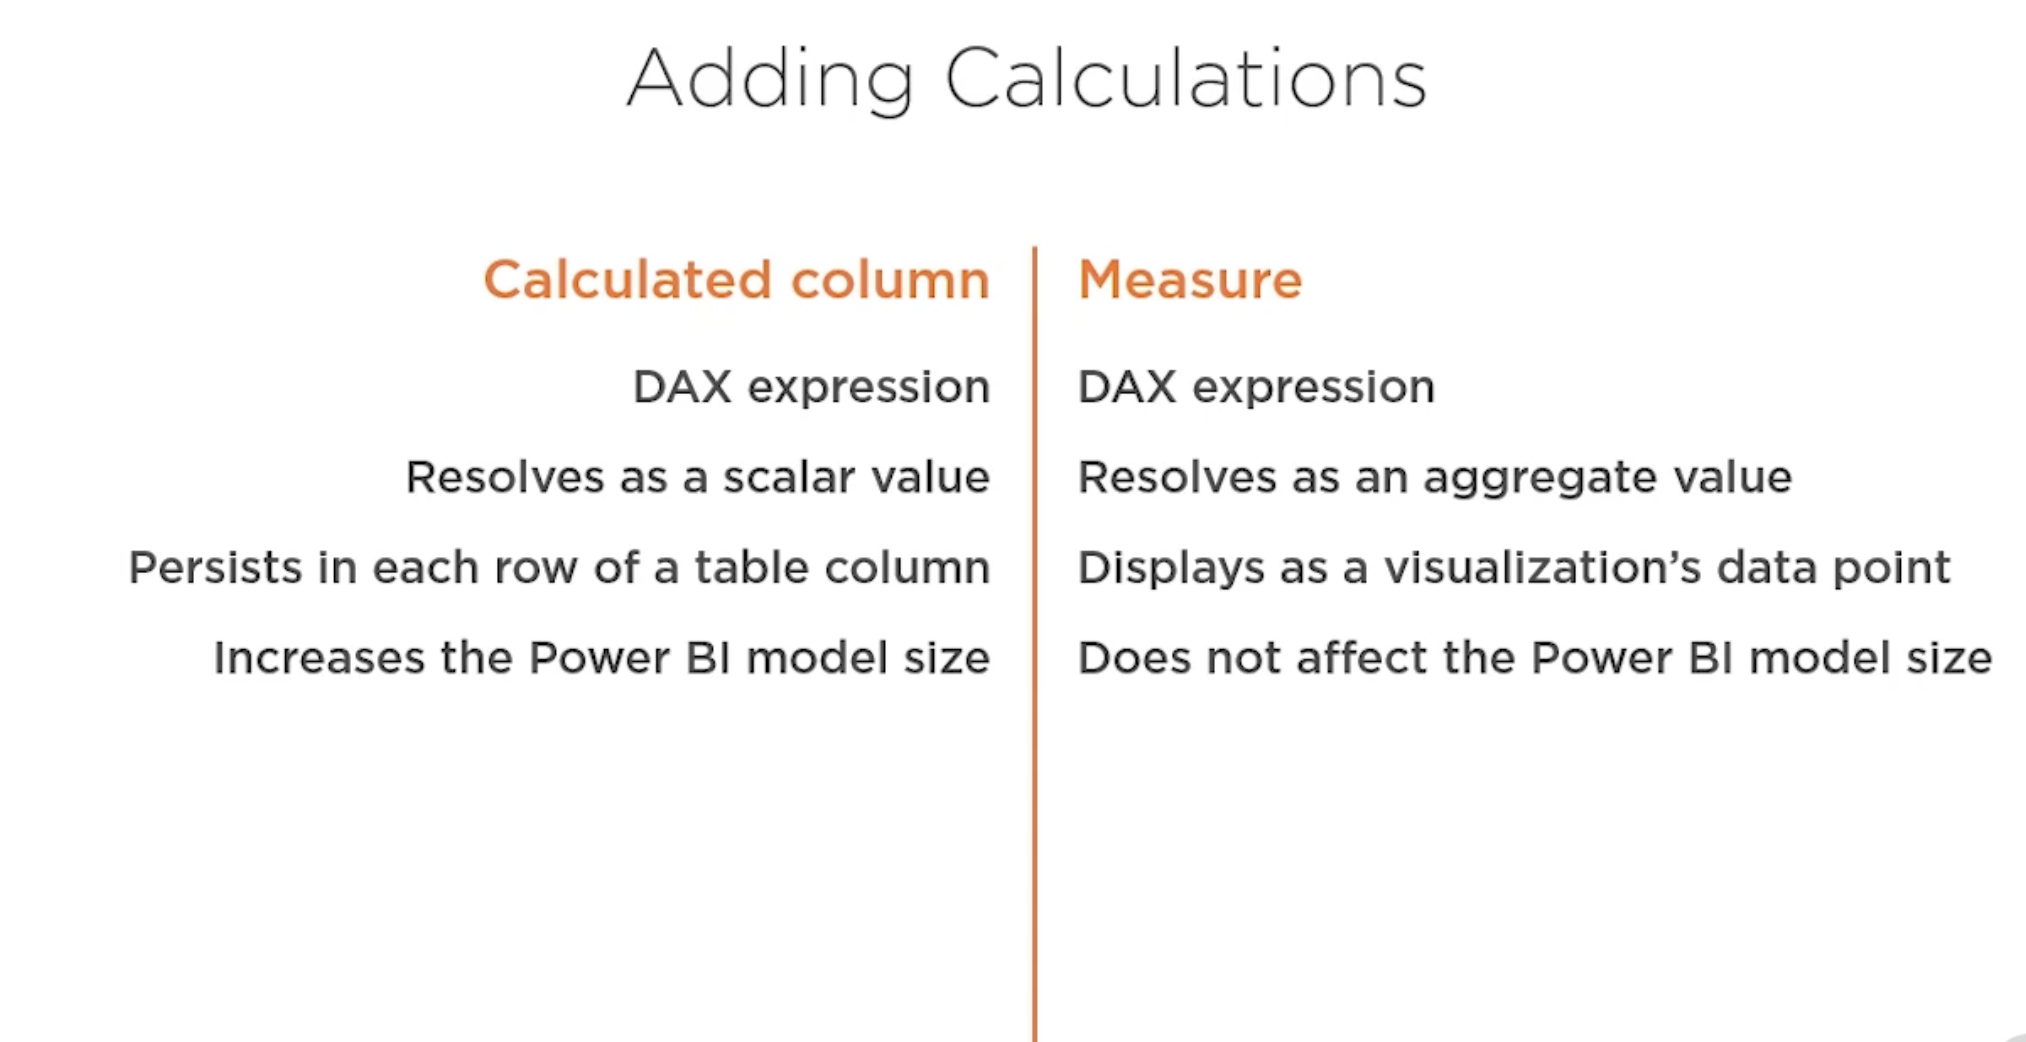 Adding Calculations
Calculated column
DAX expression
Resolves as a scalar value
Persists in each row of a table column
Increases the Power BI model size
Measure
DAX expression
Resolves as an aggregate value
Displays as a visualization’s data point
Does not affect the Power BI model size